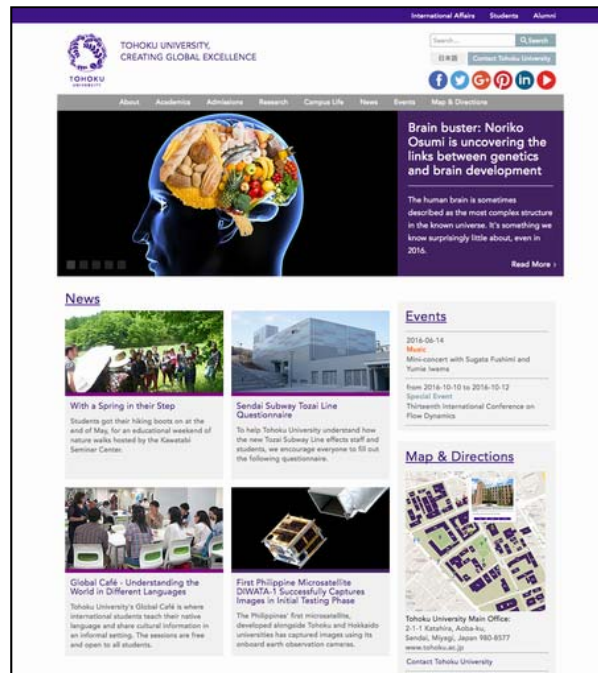 International Affairs Students Alumni
TOHOKU
UNIVERSITY
TOHOKU UNIVERSITY,
CREATING GLOBAL EXCELLENCE
Search...
Search
日本語
Contact Tohoku University
About Academics Admissions Research Campus Life News Events Map & Directions
Brain buster: Noriko
Osumi is uncovering the
links between genetics
and brain development
The human brain is sometimes
described as the most complex structure
in the known universe. It's something we
know surprisingly little about, even in
2016.
Read More ›
News
With a Spring in their Step
Students got their hiking boots on at the
end of May, for an educational weekend of
nature walks hosted by the Kawatabi
Seminar Center.
Sendai Subway Tozai Line
Questionnaire
To help Tohoku University understand how
the new Tozai Subway Line effects staff and
students, we encourage everyone to fill out
the following questionnaire.
Global Café - Understanding the
World in Different Languages
Tohoku University's Global Café is where
international students teach their native
language and share cultural information in
an informal setting. The sessions are free
and open to all students.
First Philippine Microsatellite
DIWATA-1 Successfully Captures
Images in Initial Testing Phase
The Philippines' first microsatellite,
developed alongside Tohoku and Hokkaido
universities has captured images using its
onboard earth observation cameras.
Events
2016-06-14
Music
Mini-concert with Sugata Fushimi and
Yumie Iwama
from 2016-10-10 to 2016-10-12
Special Event
Thirteenth International Conference on
Flow Dynamics
Map & Directions
Tohoku University Main Office:
2-1-1 Katahira, Aoba-ku,
Sendai, Miyagi, Japan 980-8577
www.tohoku.ac.jp
Contact Tohoku University